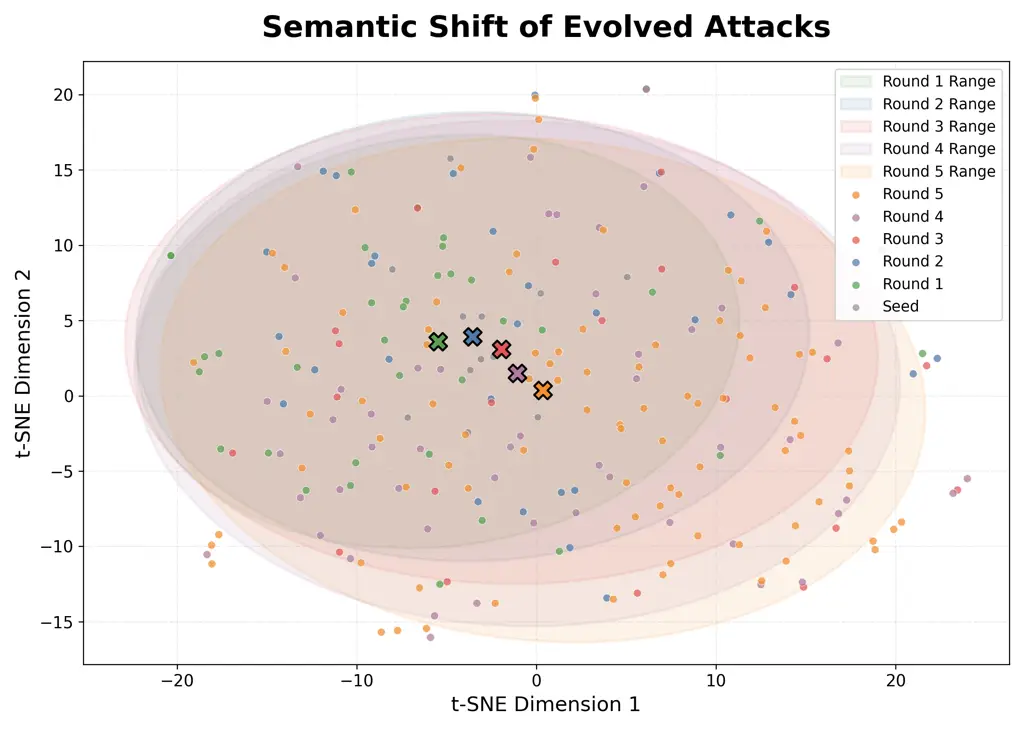 Semantic Shift of Evolved Attacks
Round 1 Range
Round 2 Range
Round 3 Range
Round 4 Range
Round 5 Range
Round 5
Round 4
Round 3
Round 2
Round 1
Seed
t-SNE Dimension 2
20
15
10
5
0
−5
−10
−15
−20
−10
0
10
20
t-SNE Dimension 1